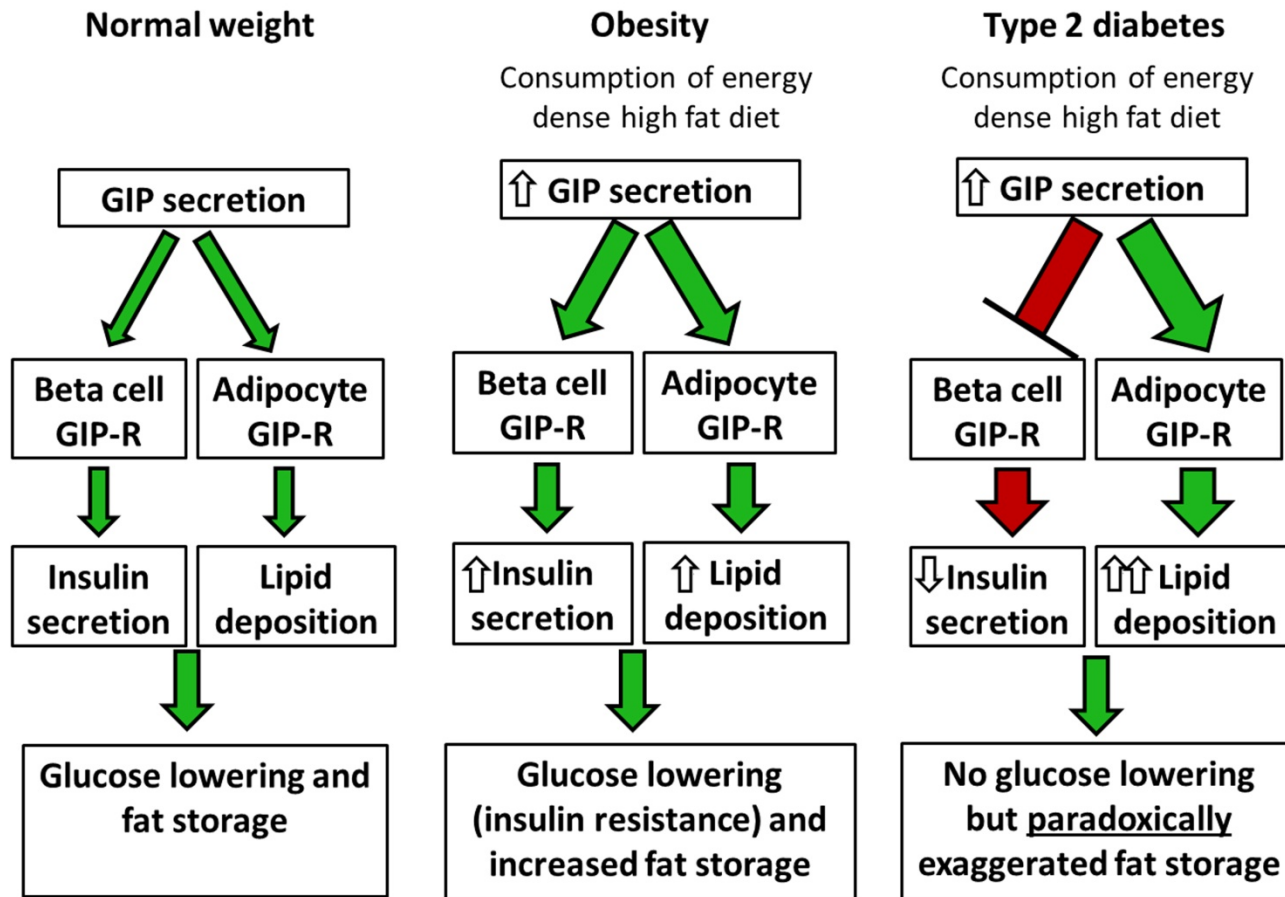 Normal weight
GIP secretion
Beta cell
GIP-R
Adipocyte
GIP-R
Insulin
secretion
Lipid
deposition
Glucose lowering and
fat storage
Obesity
Consumption of energy
dense high fat diet
⇧ GIP secretion
Beta cell
GIP-R
Adipocyte
GIP-R
⇧Insulin
secretion
⇧ Lipid
deposition
Glucose lowering
(insulin resistance) and
increased fat storage
Type 2 diabetes
Consumption of energy
dense high fat diet
⇧ GIP secretion
Beta cell
GIP-R
Adipocyte
GIP-R
⇩Insulin
secretion
⇧⇧ Lipid
deposition
No glucose lowering
but paradoxically
exaggerated fat storage